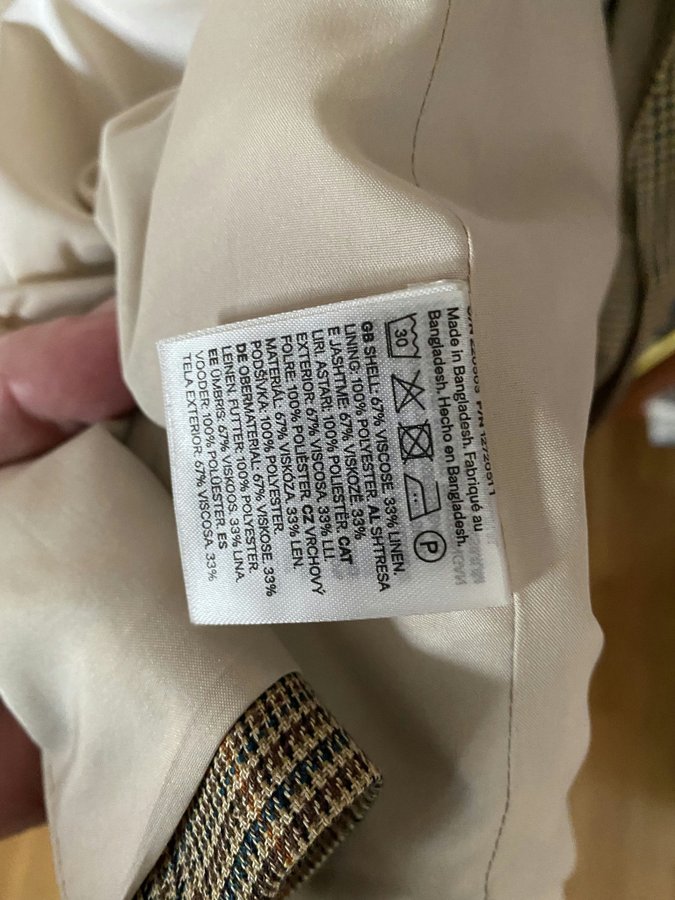 Made in Bangladesh. Fabriqué au
Bangladesh. Hecho en Bangladesh.
30
P
GB SHELL: 67% VISCOSE. 33% LINEN.
LINING: 100% POLYESTER. AL SHTRESA
E JASHTME: 67% VISKOZË. 33%
LIRI. ASTARI: 100% POLIESTËR. CAT
EXTERIOR: 67% VISCOSA. 33% LLI.
FOLRE: 100% POLIÈSTER. CZ VRCHOVÝ
MATERIÁL: 67% VISKÓZA. 33% LEN.
PODŠÍVKA: 100% POLYESTER.
DE OBERMATERIAL: 67% VISKOSE. 33%
LEINEN. FUTTER: 100% POLYESTER.
EE ÜMBRIS: 67% VISKOOS. 33% LINA.
VOODER: 100% POLÜESTER. ES
TELA EXTERIOR: 67% VISCOSA. 33%